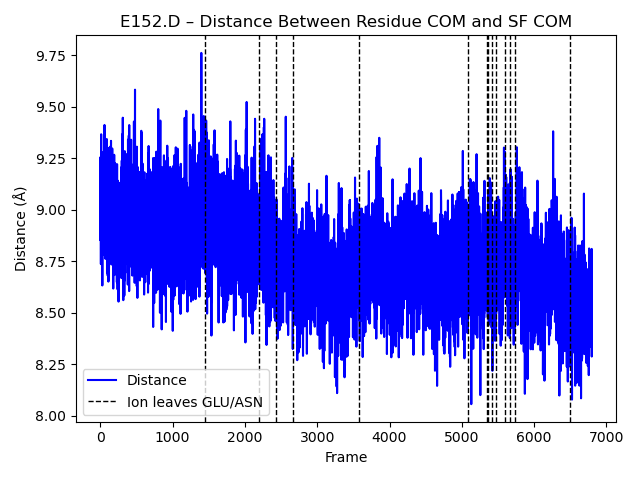 E152.D – Distance Between Residue COM and SF COM
9.75
9.50
9.25
9.00
8.75
8.50
8.25
8.00
Distance (Å)
Distance
Ion leaves GLU/ASN
0 1000 2000 3000 4000 5000 6000 7000
Frame